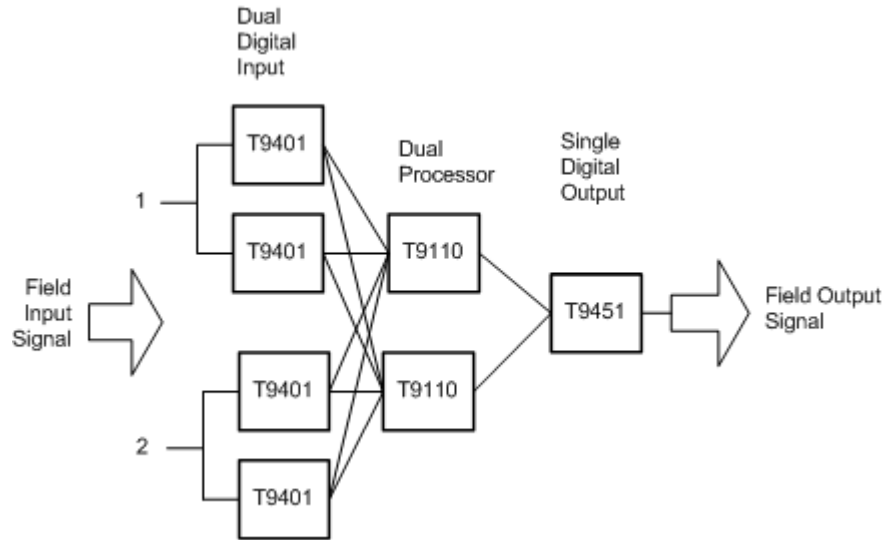 Dual
Digital
Input
T9401
Dual
Processor
Single
Digital
Output
1
T9401
T9110
Field
Input
Signal
T9451
Field Output
Signal
T9401
T9110
2
T9401